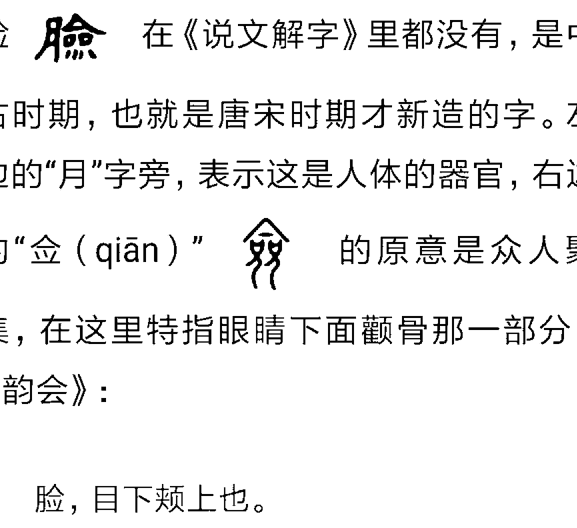 脸 臉 在《说文解字》里都没有，是中
古时期，也就是唐宋时期才新造的字。左
边的“月”字旁，表示这是人体的器官，右边
的“佥（qiān）” 僉 的原意是众人聚
集，在这里特指眼睛下面颧骨那一部分
韵会》：
脸，目下颊上也。